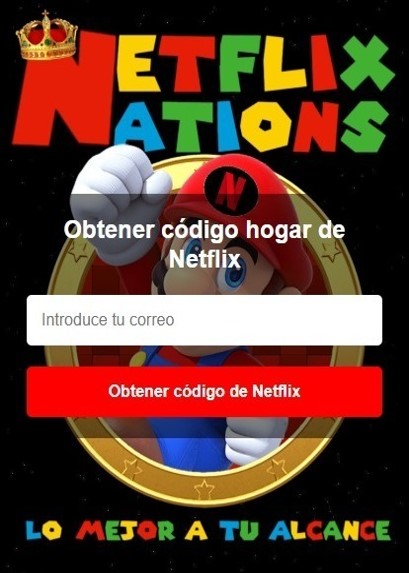 NETFLIX
NATIONS
N
Obtener código hogar de
Netflix
Introduce tu correo
Obtener código de Netflix
LO MEJOR A TU ALCANCE